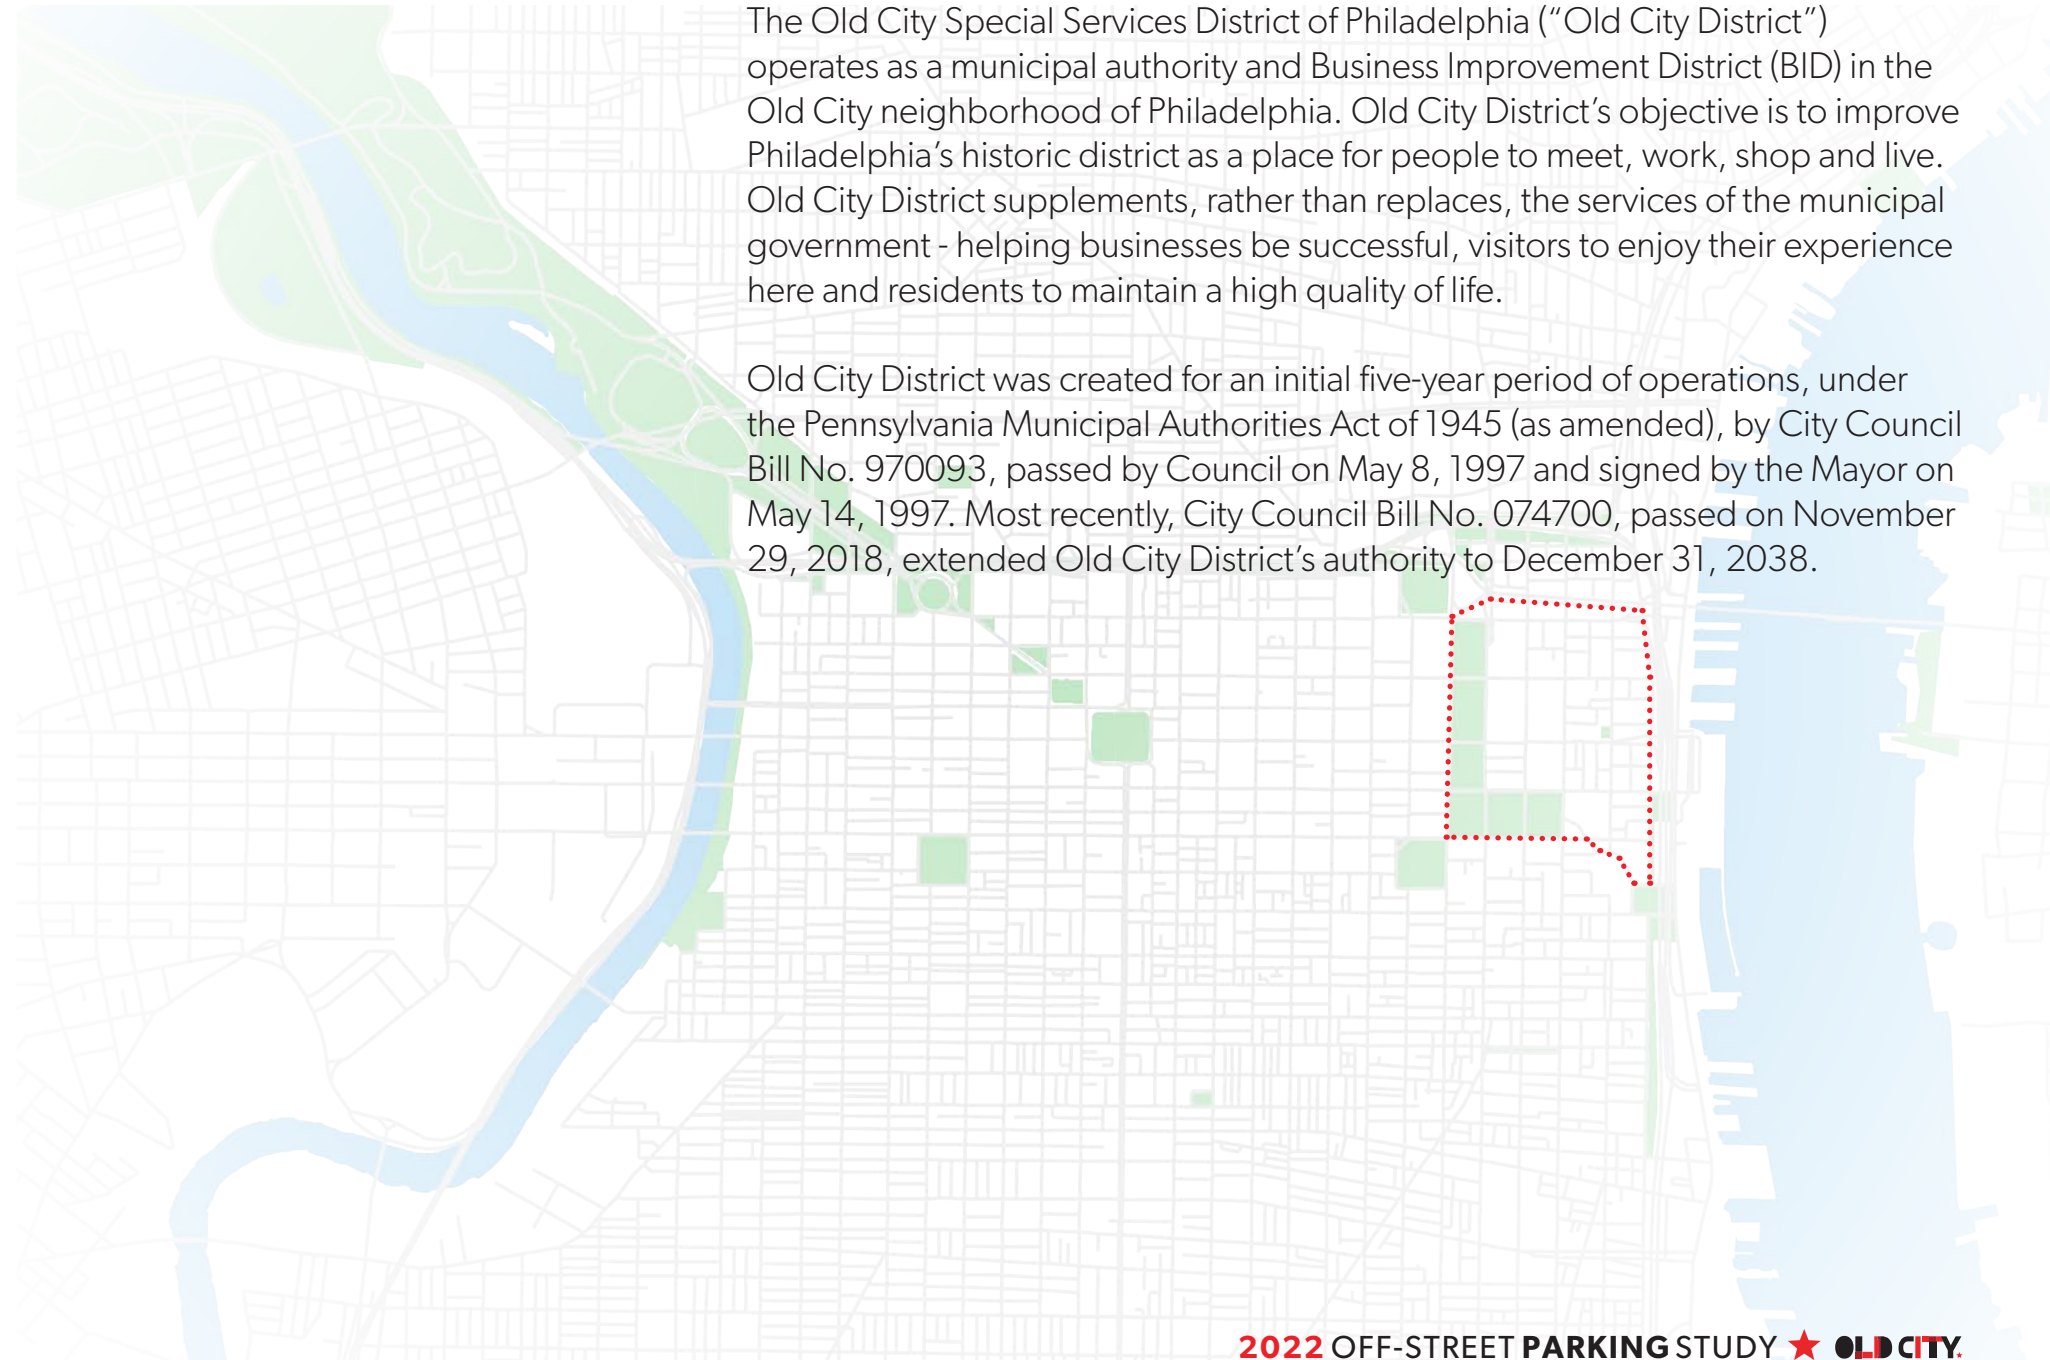 The Old City Special Services District of Philadelphia (“Old City District”)
operates as a municipal authority and Business Improvement District (BID) in the
Old City neighborhood of Philadelphia. Old City District’s objective is to improve
Philadelphia’s historic district as a place for people to meet, work, shop and live.
Old City District supplements, rather than replaces, the services of the municipal
government - helping businesses be successful, visitors to enjoy their experience
here and residents to maintain a high quality of life.
Old City District was created for an initial five-year period of operations, under
the Pennsylvania Municipal Authorities Act of 1945 (as amended), by City Council
Bill No. 970093, passed by Council on May 8, 1997 and signed by the Mayor on
May 14, 1997. Most recently, City Council Bill No. 074700, passed on November
29, 2018, extended Old City District’s authority to December 31, 2038.
2022 OFF-STREET PARKING STUDY ★ OLD CITY.